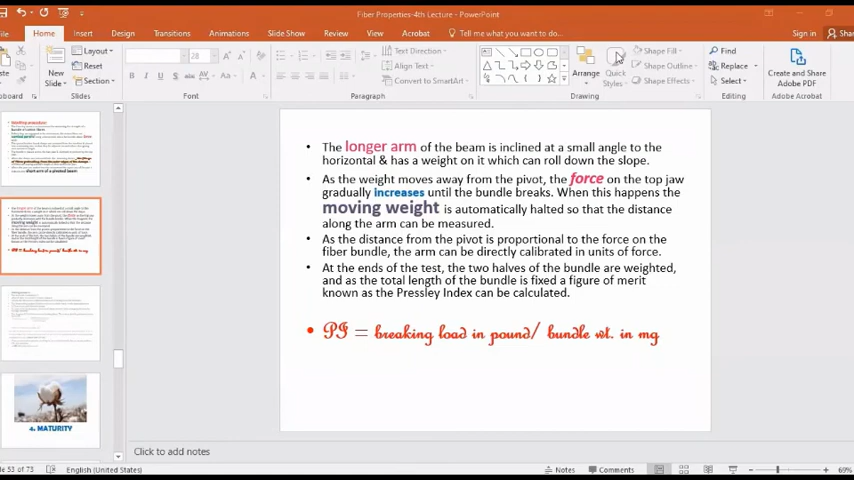 Fiber Properties-4th Lecture - PowerPoint
Sign in
Home Insert Design Transitions Animations Slide Show Review View Acrobat Tell me what you want to do...
Sign in Shar
Layout
Reset
Section
New Slide
Slides
28
Font
Text Direction
Align Text
Convert to SmartArt
Paragraph
Arrange
Quick Styles
Shape Fill
Shape Outline
Shape Effects
Drawing
Find
Replace
Select
Editing
Create and Share Adobe PDF
Adobe Acrobat
• The longer arm of the beam is inclined at a small angle to the
horizontal & has a weight on it which can roll down the slope.
• As the weight moves away from the pivot, the force on the top jaw
gradually increases until the bundle breaks. When this happens the
moving weight is automatically halted so that the distance
along the arm can be measured.
• As the distance from the pivot is proportional to the force on the
fiber bundle, the arm can be directly calibrated in units of force.
• At the ends of the test, the two halves of the bundle are weighted,
and as the total length of the bundle is fixed a figure of merit
known as the Pressley Index can be calculated.
• PI = breaking load in pound/ bundle wt. in mg
4. MATURITY
Click to add notes
53 of 73 English (United States)
Notes Comments 69%